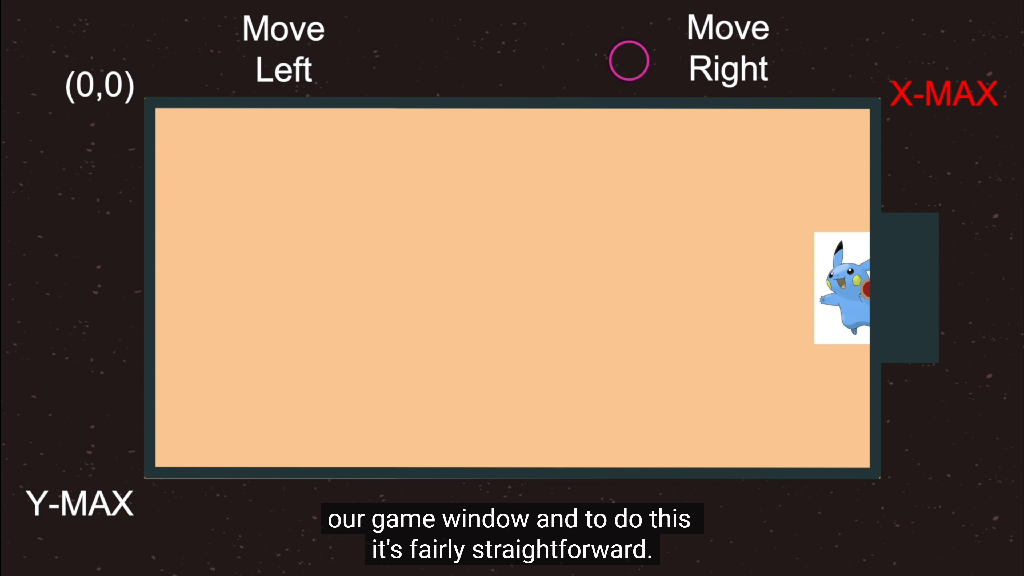 Move
Left
Move
Right
(0,0)
X-MAX
Y-MAX
our game window and to do this
it's fairly straightforward.